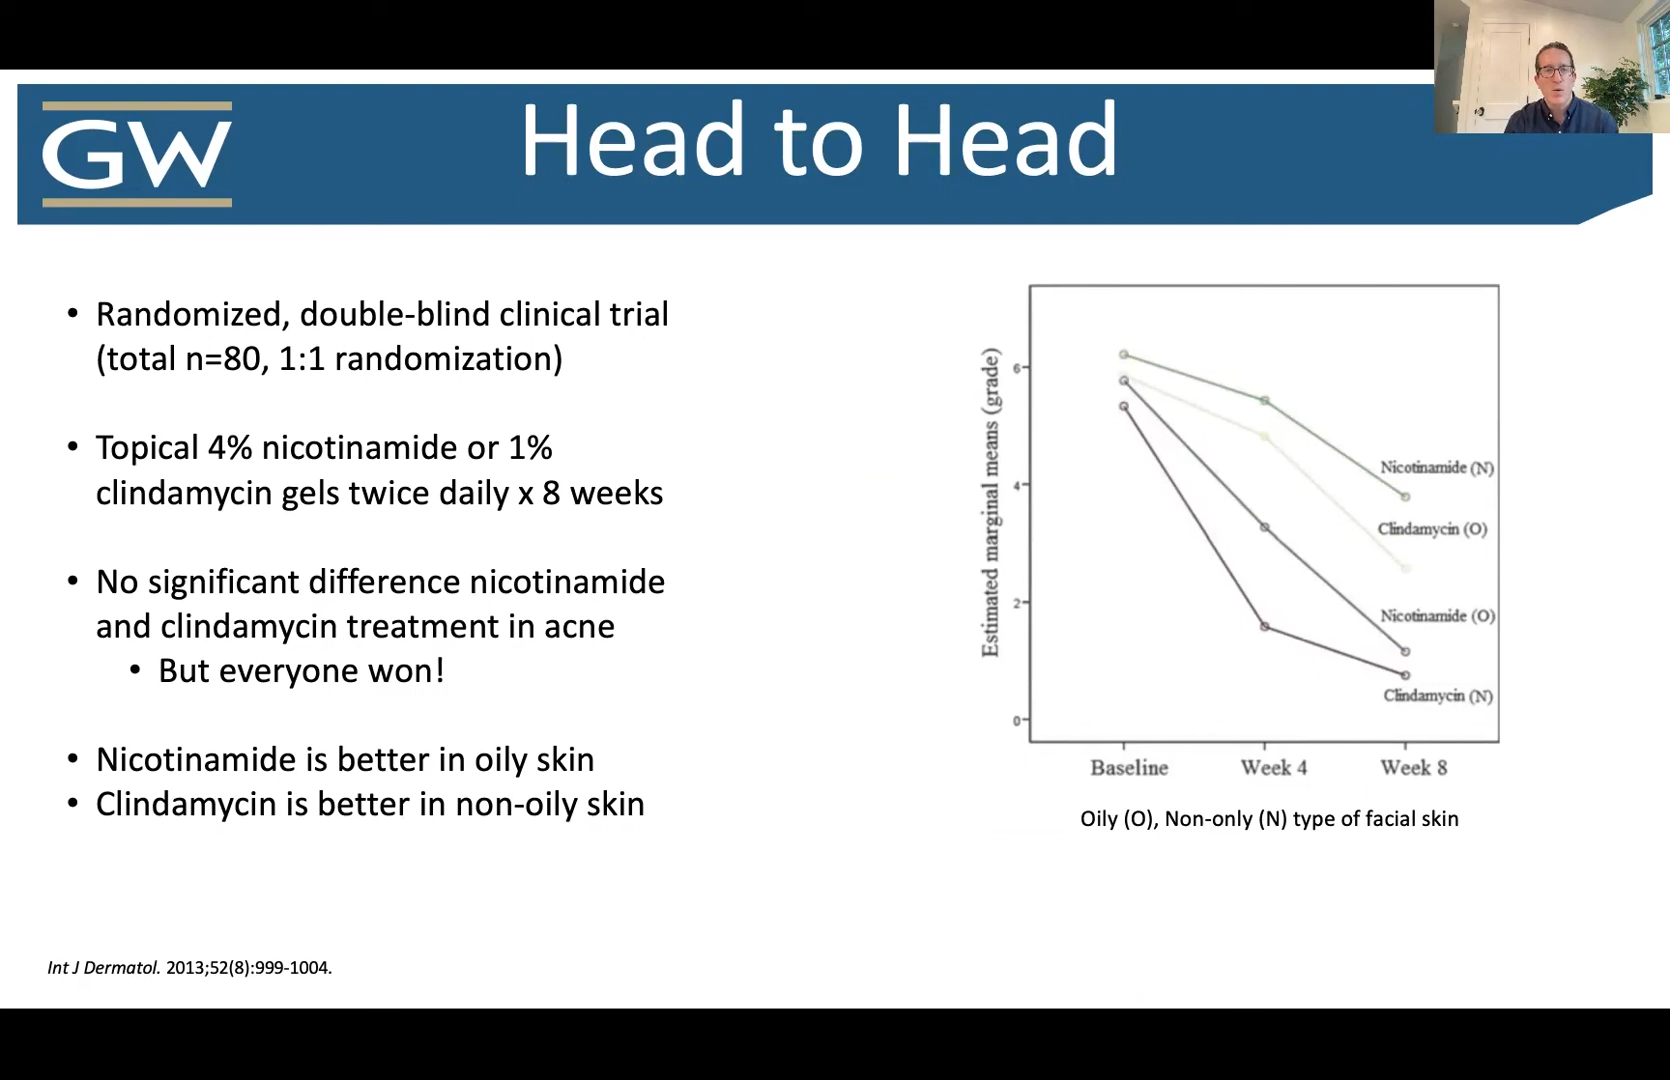 GW
Head to Head
• Randomized, double-blind clinical trial
(total n=80, 1:1 randomization)
• Topical 4% nicotinamide or 1%
clindamycin gels twice daily x 8 weeks
• No significant difference nicotinamide
and clindamycin treatment in acne
• But everyone won!
• Nicotinamide is better in oily skin
• Clindamycin is better in non-oily skin
Int J Dermatol. 2013;52(8):999-1004.
Estimated marginal means (grade)
6
4
2
0
Nicotinamide (N)
Clindamycin (O)
Nicotinamide (O)
Clindamycin (N)
Baseline Week 4 Week 8
Oily (O), Non-only (N) type of facial skin